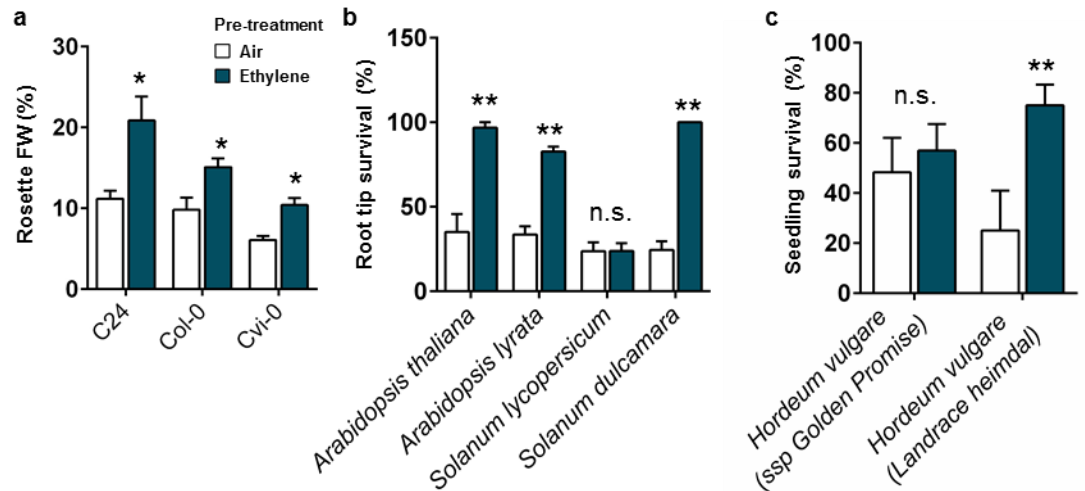 a
Pre-treatment
Air
Ethylene
Rosette FW (%)
30
20
10
0
*
*
*
C24
Col-0
Cvi-0
b
Root tip survival (%)
150
100
50
0
**
**
n.s.
**
Arabidopsis thaliana
Arabidopsis lyrata
Solanum lycopersicum
Solanum dulcamara
c
Seedling survival (%)
100
80
60
40
20
0
n.s.
**
Hordeum vulgare
(ssp Golden Promise)
Hordeum vulgare
(Landrace heimdal)